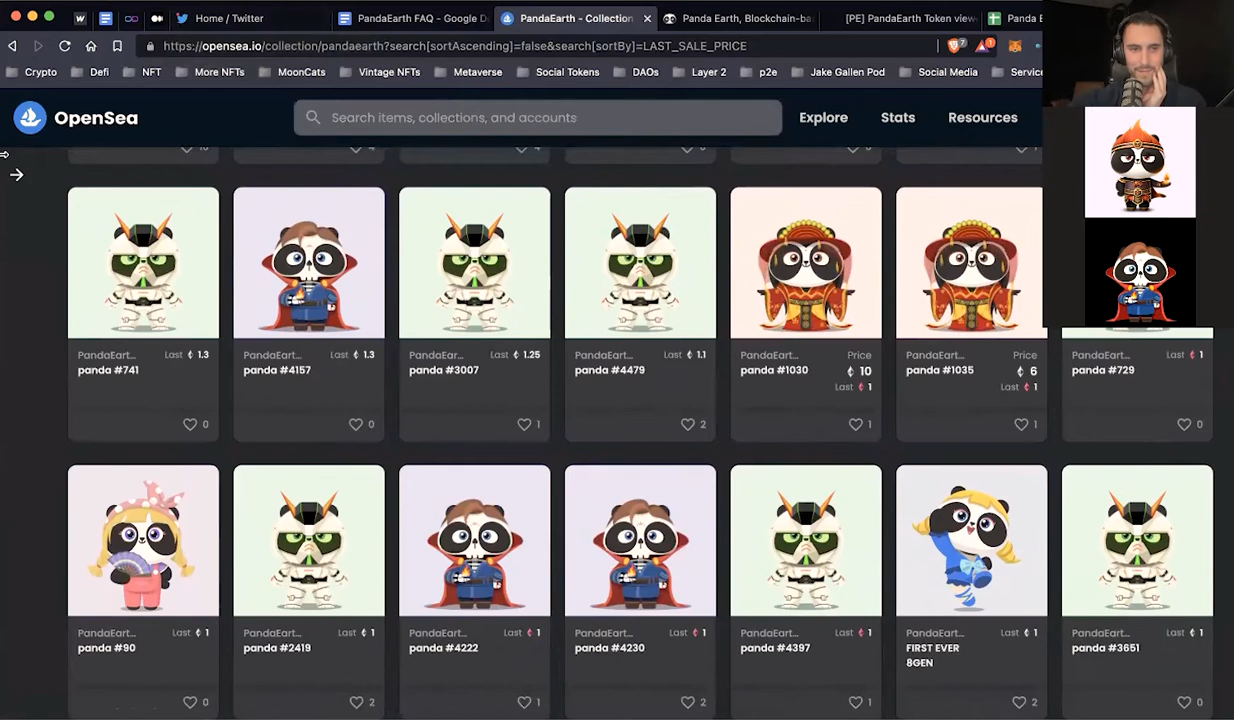 Home / Twitter
PandaEarth FAQ - Google D
PandaEarth - Collection
Panda Earth, Blockchain-ba
[PE] PandaEarth Token view
Panda E
https://opensea.io/collection/pandaearth?search[sortAscending]=false&search[sortBy]=LAST_SALE_PRICE
7
1
Crypto
Defi
NFT
More NFTs
MoonCats
Vintage NFTs
Metaverse
Social Tokens
DAOs
Layer 2
p2e
Jake Gallen Pod
Social Media
Service
OpenSea
Search items, collections, and accounts
Explore
Stats
Resources
PandaEart... Last 1.3
panda #741
0
PandaEart... Last 1.3
panda #4157
0
PandaEar... Last 1.25
panda #3007
1
PandaEart... Last 1.1
panda #4479
2
PandaEart... Price
panda #1030 10
Last 1
1
PandaEart... Price
panda #1035 6
Last 1
1
PandaEart... Last 1
panda #729
0
PandaEart... Last 1
panda #90
0
PandaEart... Last 1
panda #2419
2
PandaEart... Last 1
panda #4222
1
PandaEart... Last 1
panda #4230
2
PandaEart... Last 1
panda #4397
1
PandaEart... Last 1
FIRST EVER
8GEN
2
PandaEart... Last 1
panda #3651
0